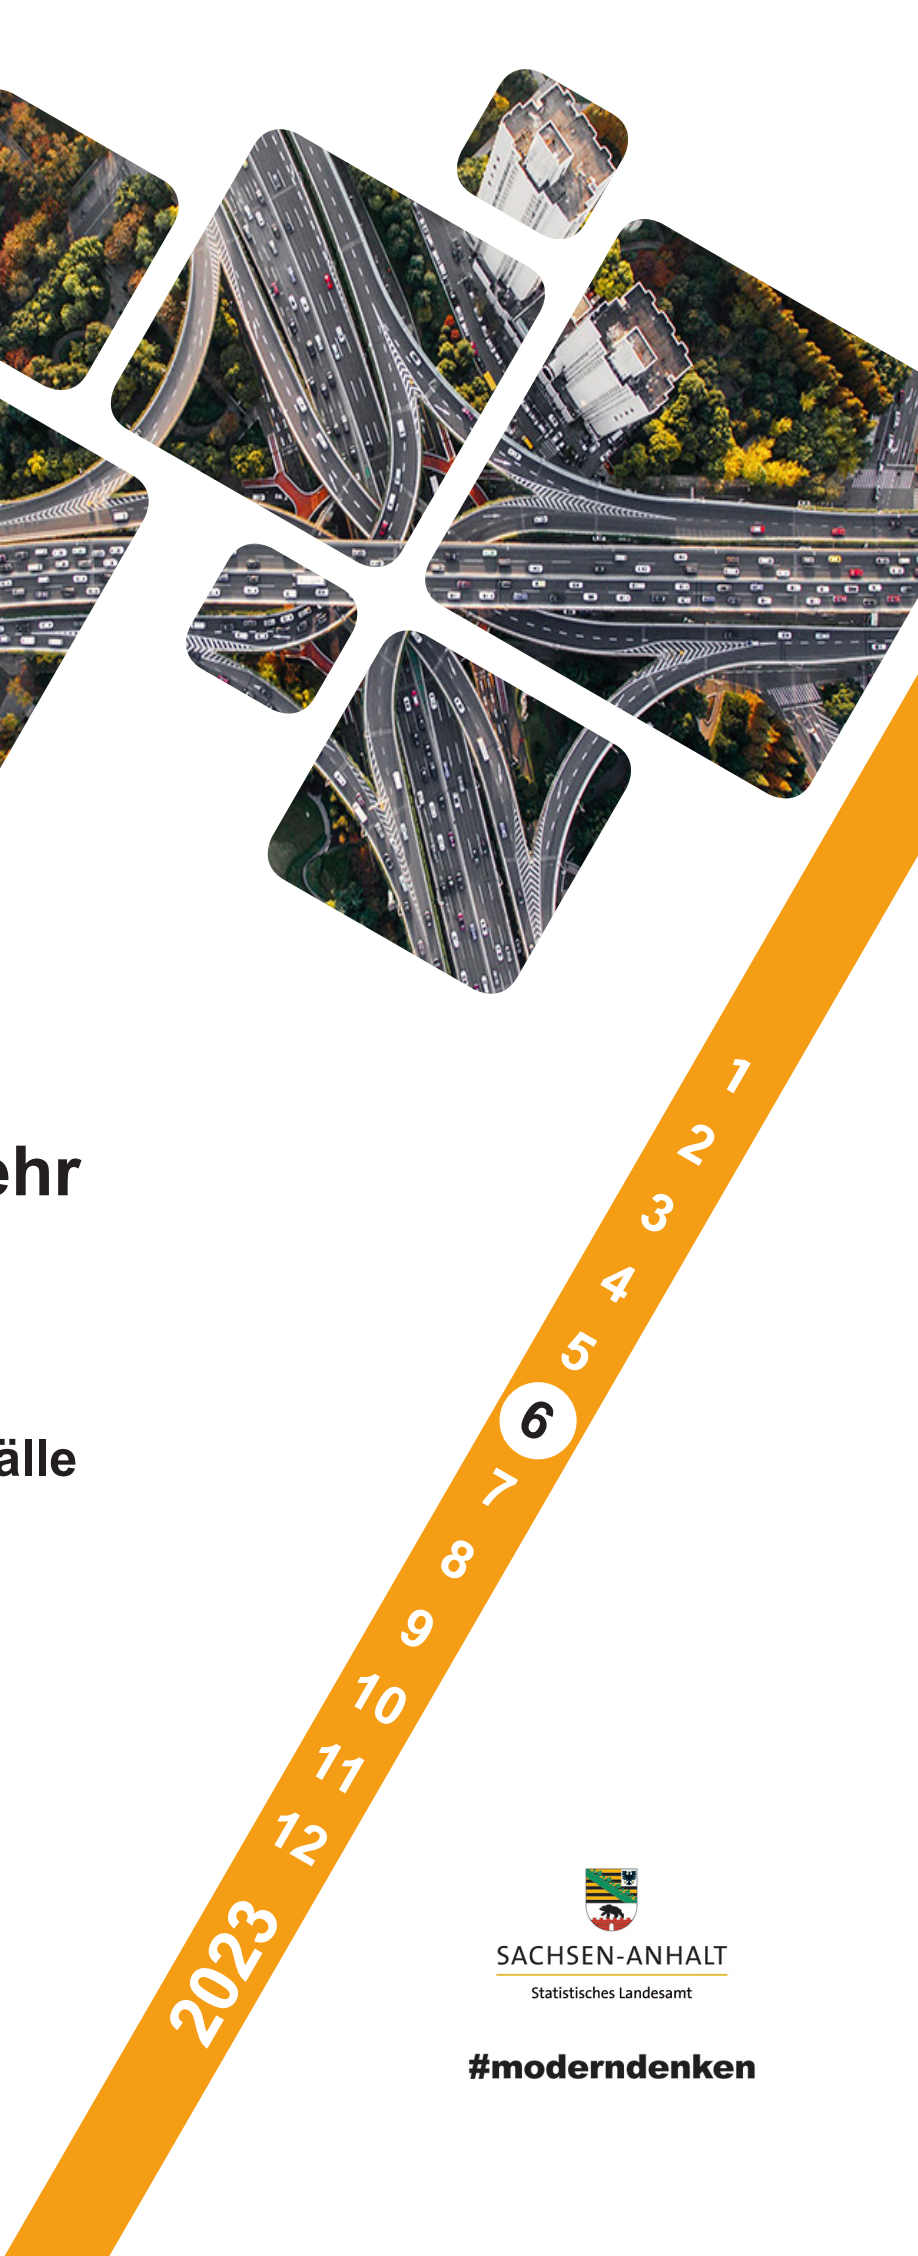 ehr
älle
1
2
3
4
5
6
7
8
9
10
11
12
2023
SACHSEN-ANHALT
Statistisches Landesamt
#moderndenken